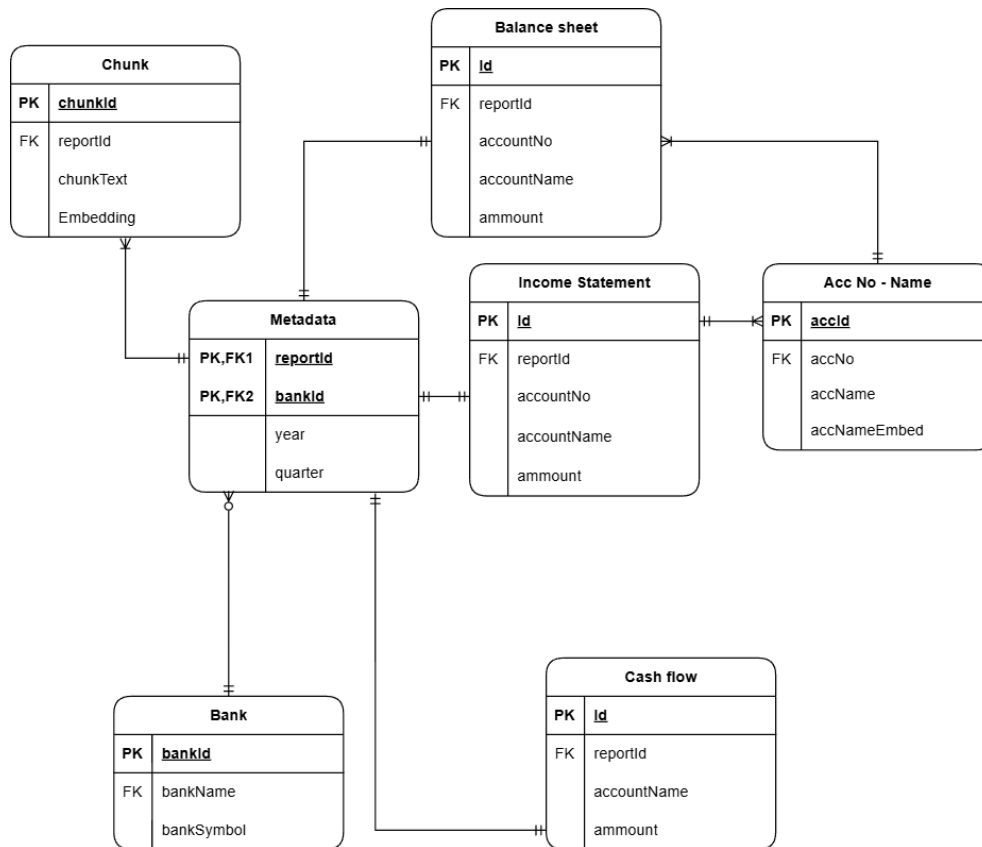 Chunk
PK chunkId
FK reportId
chunkText
Embedding
Balance sheet
PK Id
FK reportId
accountNo
accountName
ammount
Metadata
PK,FK1 reportId
PK,FK2 bankId
year
quarter
Income Statement
PK Id
FK reportId
accountNo
accountName
ammount
Acc No - Name
PK accId
FK accNo
accName
accNameEmbed
Bank
PK bankId
FK bankName
bankSymbol
Cash flow
PK Id
FK reportId
accountName
ammount